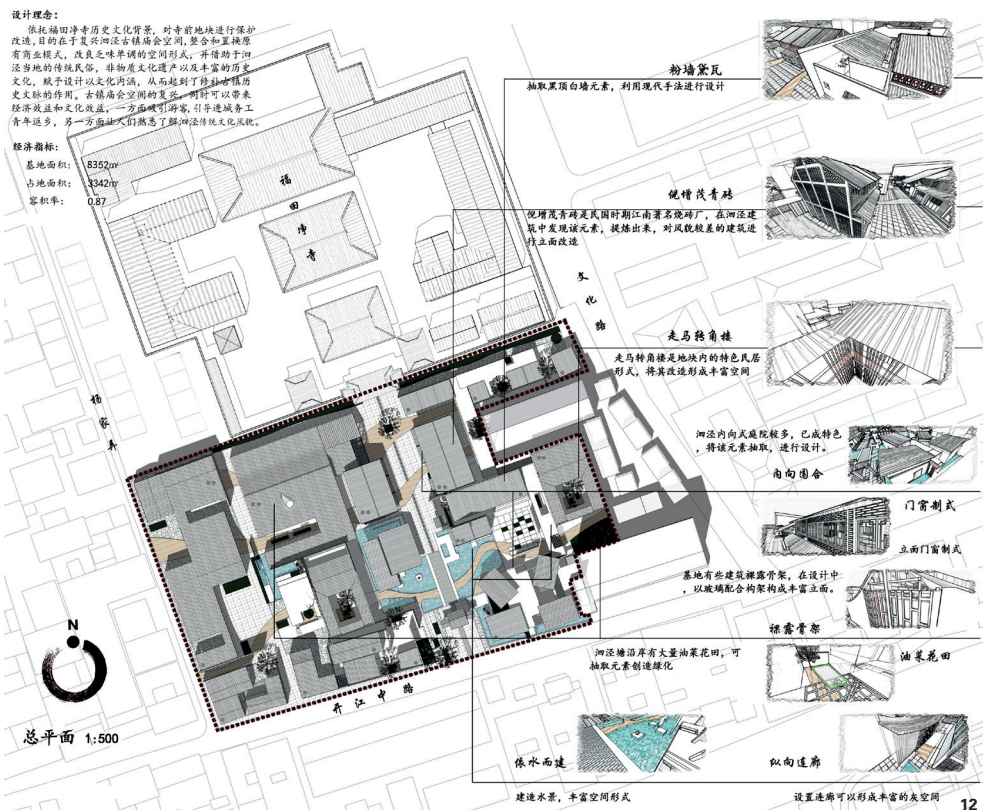 设计理念：
依托福田净寺历史文化背景，对寺前地块进行保护
改造，目的在于复兴泗泾古镇庙会空间，整合和置换原
有商业模式，改良乏味单调的空间形式，并借助于泗
泾当地的传统民俗，非物质文化遗产以及丰富的历史
文化，赋予设计以文化内涵，从而起到了修补古镇历
史文脉的作用。古镇庙会空间的复兴，同时可以带来
经济效益和文化效益，一方面吸引游客，引导进城务工
青年返乡，另一方面让人们熟悉了解泗泾传统文化风貌。
经济指标：
基地面积： 8352㎡
占地面积： 3342㎡
容积率： 0.87
福田净寺
文化路
杨家弄
开江中路
N
总平面 1:500
粉墙黛瓦
抽取黑顶白墙元素，利用现代手法进行设计
倪增茂青砖
倪增茂青砖是民国时期江南著名烧砖厂，在泗泾建
筑中发现该元素，提炼出来，对风貌较差的建筑进
行立面改造
走马转角楼
走马转角楼是地块内的特色民居
形式，将其改造形成丰富空间
泗泾内向式庭院较多，已成特色
，将该元素抽取，进行设计。
内向围合
门窗制式
立面门窗制式
基地有些建筑裸露骨架，在设计中
，以玻璃配合构架构成丰富立面。
裸露骨架
泗泾塘沿岸有大量油菜花田，可
抽取元素创造绿化
油菜花田
依水而建
建造水景，丰富空间形式
纵向连廊
设置连廊可以形成丰富的灰空间
12